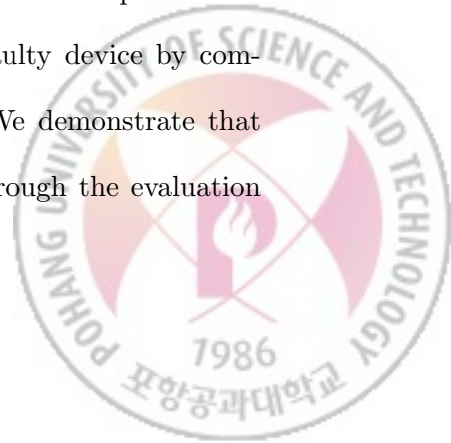 ulty device by com-
We demonstrate that
rough the evaluation
POHANG UNIVERSITY OF SCIENCE AND TECHNOLOGY
1986
포항공과대학교